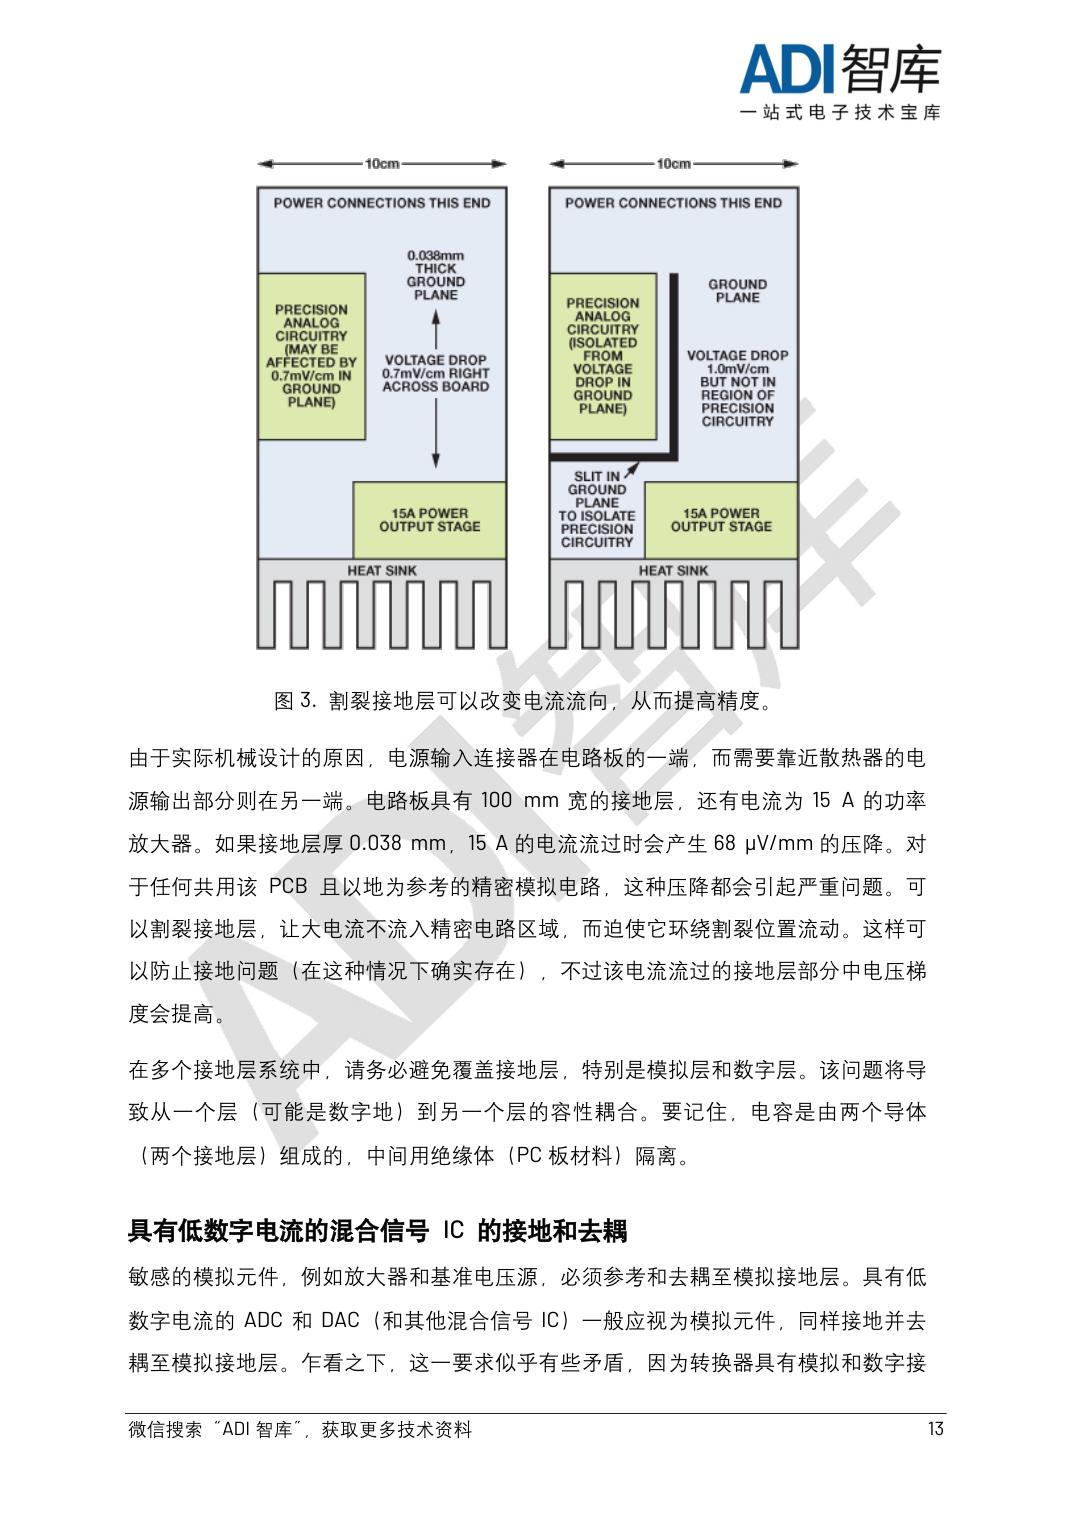 ADI智库
一站式电子技术宝库
10cm
POWER CONNECTIONS THIS END
0.038mm
THICK
GROUND
PLANE
PRECISION
ANALOG
CIRCUITRY
(MAY BE
AFFECTED BY
0.7mV/cm IN
GROUND
PLANE)
VOLTAGE DROP
0.7mV/cm RIGHT
ACROSS BOARD
15A POWER
OUTPUT STAGE
HEAT SINK
10cm
POWER CONNECTIONS THIS END
PRECISION
ANALOG
CIRCUITRY
(ISOLATED
FROM
VOLTAGE
DROP IN
GROUND
PLANE)
GROUND
PLANE
VOLTAGE DROP
1.0mV/cm
BUT NOT IN
REGION OF
PRECISION
CIRCUITRY
SLIT IN
GROUND
PLANE
TO ISOLATE
PRECISION
CIRCUITRY
15A POWER
OUTPUT STAGE
HEAT SINK
ADI智库
图 3. 割裂接地层可以改变电流流向，从而提高精度。
由于实际机械设计的原因，电源输入连接器在电路板的一端，而需要靠近散热器的电
源输出部分则在另一端。电路板具有 100 mm 宽的接地层，还有电流为 15 A 的功率
放大器。如果接地层厚 0.038 mm，15 A 的电流流过时会产生 68 µV/mm 的压降。对
于任何共用该 PCB 且以地为参考的精密模拟电路，这种压降都会引起严重问题。可
以割裂接地层，让大电流不流入精密电路区域，而迫使它环绕割裂位置流动。这样可
以防止接地问题（在这种情况下确实存在），不过该电流流过的接地层部分中电压梯
度会提高。
在多个接地层系统中，请务必避免覆盖接地层，特别是模拟层和数字层。该问题将导
致从一个层（可能是数字地）到另一个层的容性耦合。要记住，电容是由两个导体
（两个接地层）组成的，中间用绝缘体（PC 板材料）隔离。
具有低数字电流的混合信号 IC 的接地和去耦
敏感的模拟元件，例如放大器和基准电压源，必须参考和去耦至模拟接地层。具有低
数字电流的 ADC 和 DAC（和其他混合信号 IC）一般应视为模拟元件，同样接地并去
耦至模拟接地层。乍看之下，这一要求似乎有些矛盾，因为转换器具有模拟和数字接
微信搜索“ADI 智库”，获取更多技术资料 13